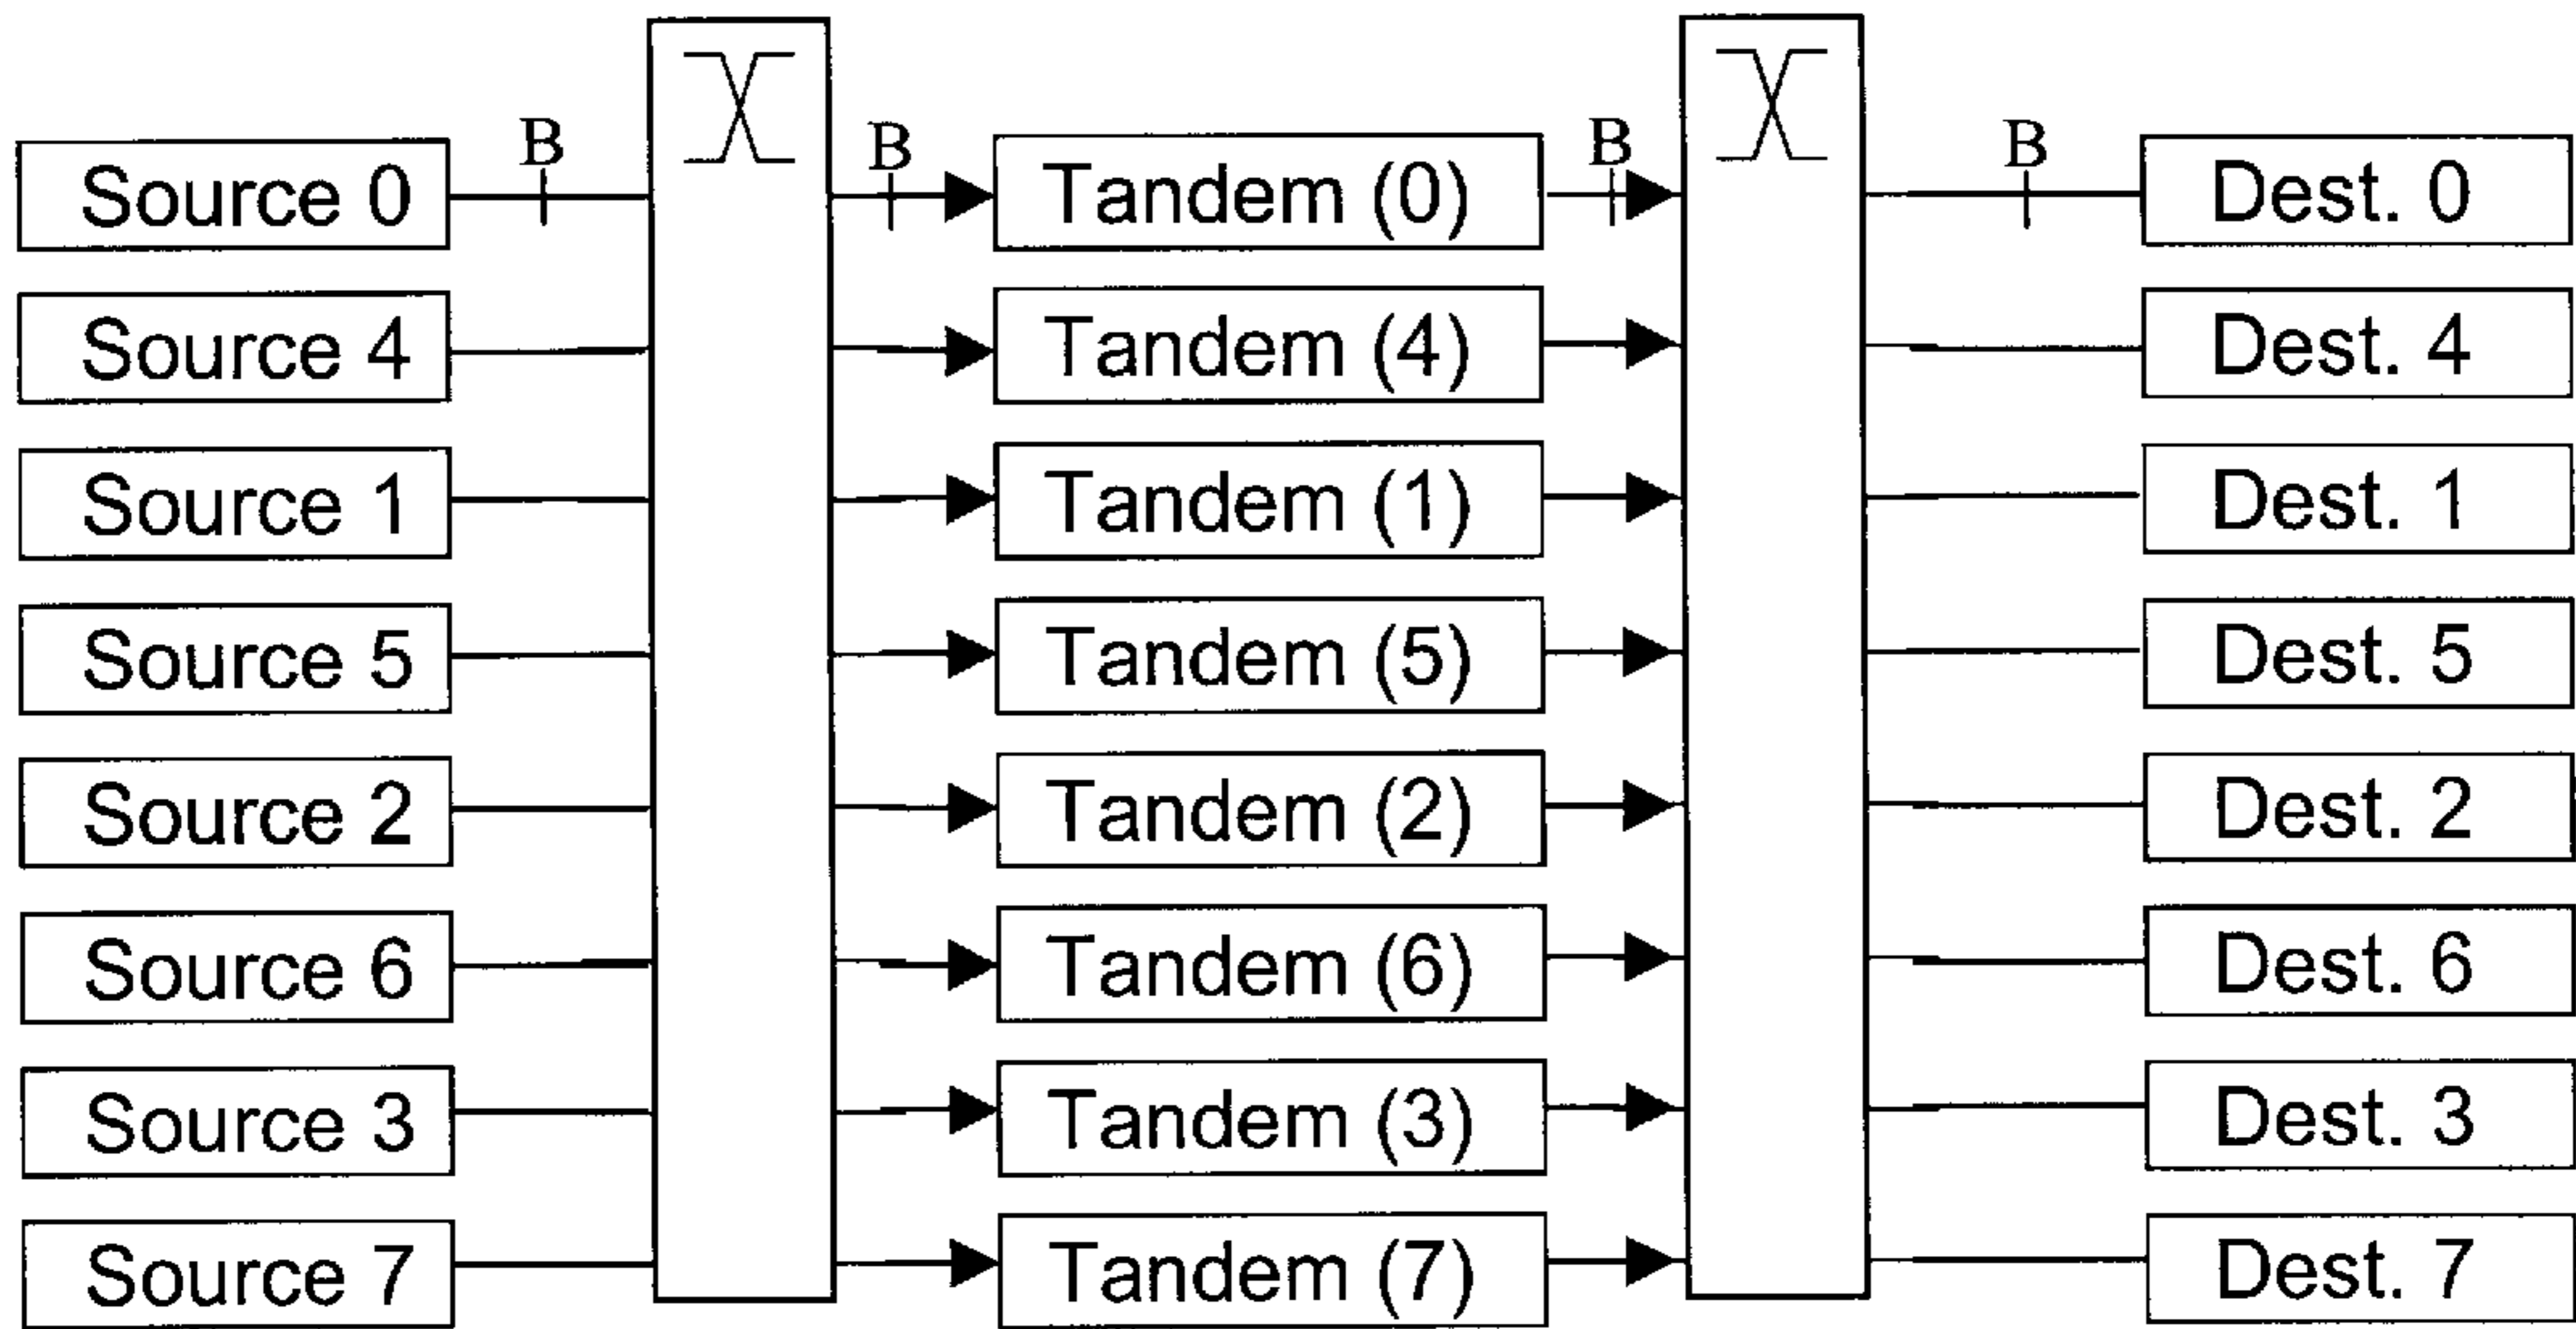 B B B B
Source 0 Tandem (0) Dest. 0
Source 4 Tandem (4) Dest. 4
Source 1 Tandem (1) Dest. 1
Source 5 Tandem (5) Dest. 5
Source 2 Tandem (2) Dest. 2
Source 6 Tandem (6) Dest. 6
Source 3 Tandem (3) Dest. 3
Source 7 Tandem (7) Dest. 7